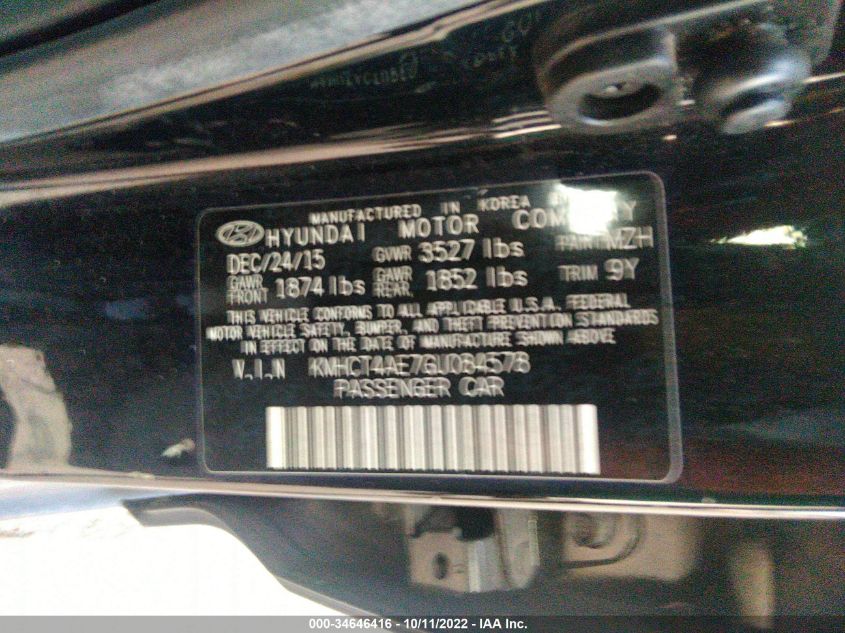 MANUFACTURED IN KOREA
HYUNDAI MOTOR COMPANY
DEC/24/15 GVWR 3527 lbs PAINT MZH
GAWR FRONT 1874 lbs GAWR REAR. 1852 lbs TRIM 9Y
THIS VEHICLE CONFORMS TO ALL APPLICABLE U.S.A. FEDERAL
MOTOR VEHICLE SAFETY, BUMPER, AND THEFT PREVENTION STANDARDS
IN EFFECT ON THE DATE OF MANUFACTURE SHOWN ABOVE
V.I.N KMHCT4AE7GU084578
PASSENGER CAR
000-34646416 - 10/11/2022 - IAA Inc.